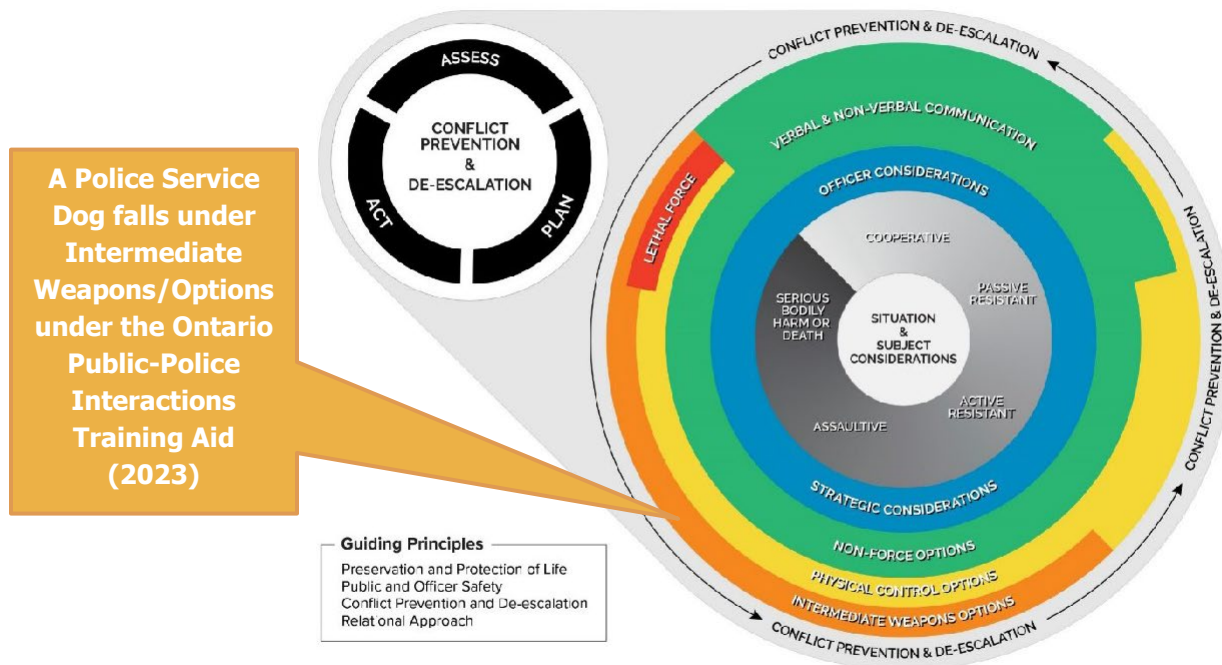 A Police Service
Dog falls under
Intermediate
Weapons/Options
under the Ontario
Public-Police
Interactions
Training Aid
(2023)
ASSESS
PLAN
ACT
CONFLICT
PREVENTION
&
DE-ESCALATION
CONFLICT PREVENTION & DE-ESCALATION
CONFLICT PREVENTION & DE-ESCALATION
CONFLICT PREVENTION & DE-ESCALATION
VERBAL & NON-VERBAL COMMUNICATION
OFFICER CONSIDERATIONS
LETHAL FORCE
COOPERATIVE
PASSIVE
RESISTANT
SERIOUS
BODILY
HARM OR
DEATH
SITUATION
&
SUBJECT
CONSIDERATIONS
ACTIVE
RESISTANT
ASSAULTIVE
STRATEGIC CONSIDERATIONS
NON-FORCE OPTIONS
PHYSICAL CONTROL OPTIONS
INTERMEDIATE WEAPONS OPTIONS
Guiding Principles
Preservation and Protection of Life
Public and Officer Safety
Conflict Prevention and De-escalation
Relational Approach